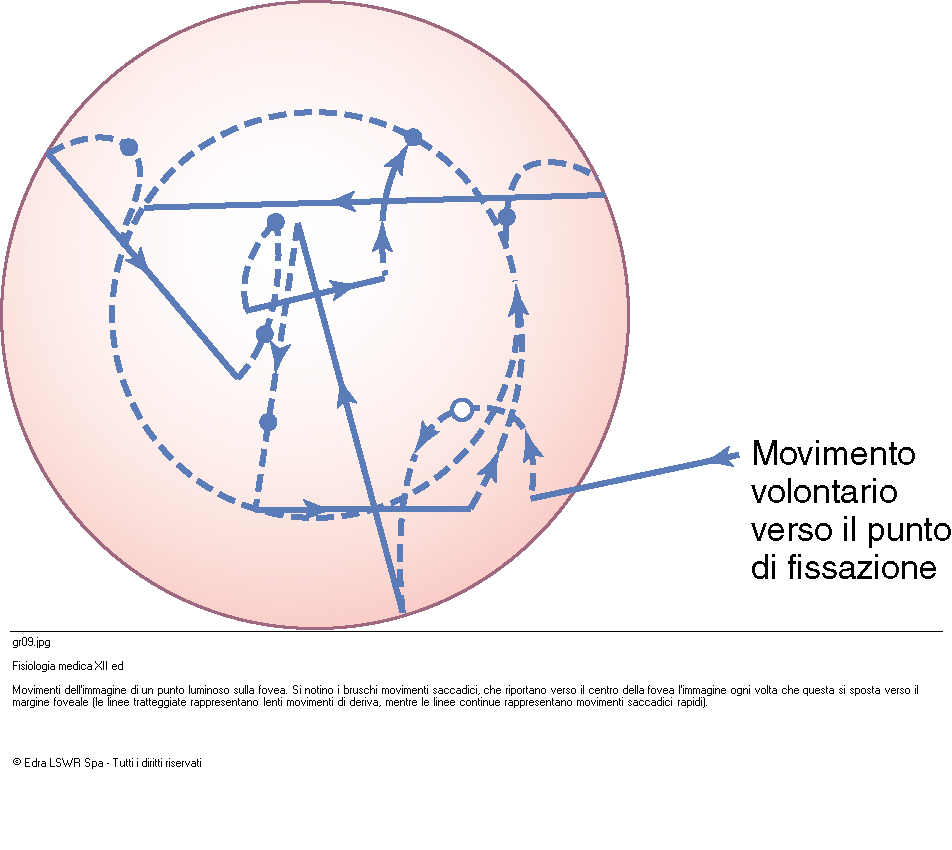 Movimento
volontario
verso il punto
di fissazione
gr09.jpg
Fisiologia medica XII ed
Movimenti dell'immagine di un punto luminoso sulla fovea. Si notino i bruschi movimenti saccadici, che riportano verso il centro della fovea l'immagine ogni volta che questa si sposta verso il
margine foveale (le linee tratteggiate rappresentano lenti movimenti di deriva, mentre le linee continue rappresentano movimenti saccadici rapidi).
© Edra LSWR Spa - Tutti i diritti riservati